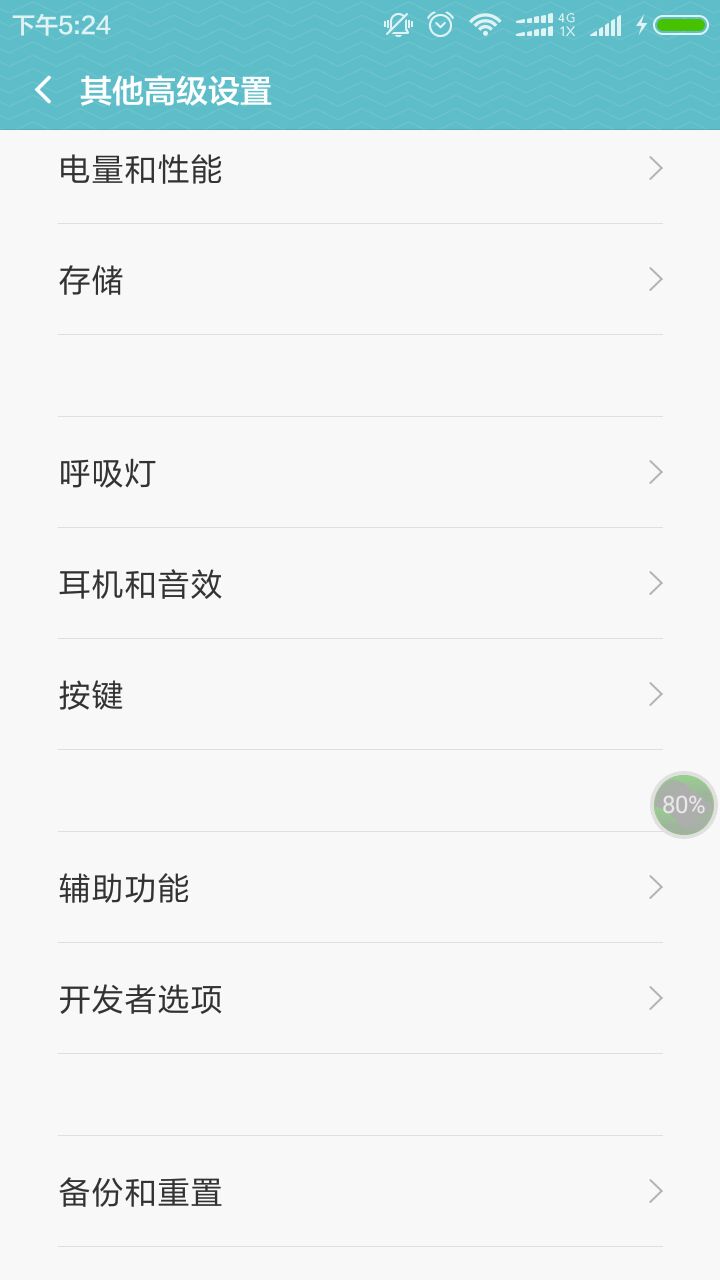 下午5:24
4G
1X
其他高级设置
电量和性能
存储
呼吸灯
耳机和音效
按键
80%
辅助功能
开发者选项
备份和重置